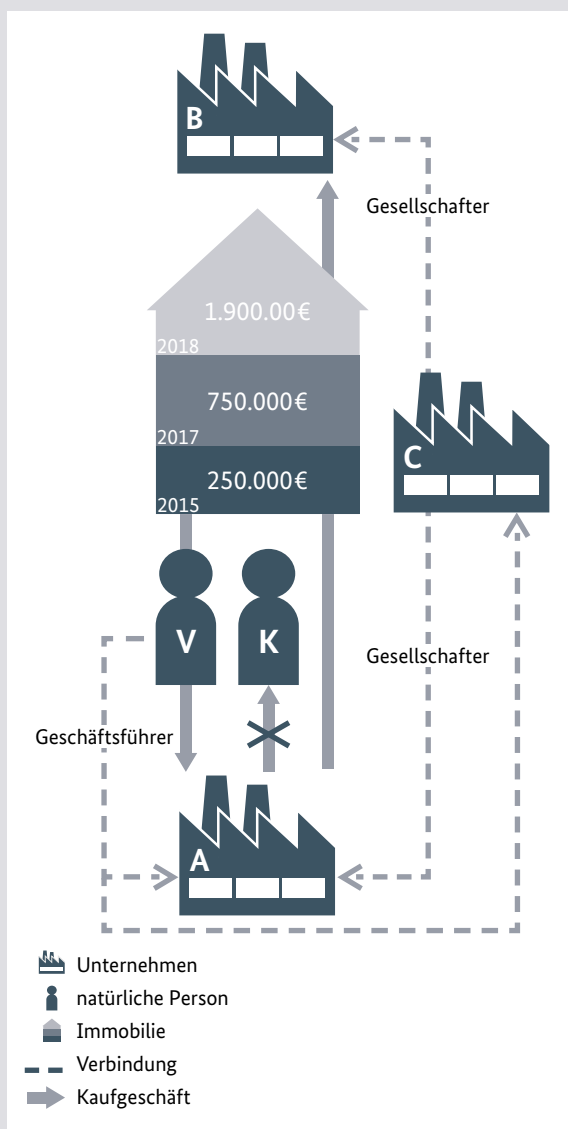 B
Gesellschafter
1.900.00€
2018
750.000€
2017
C
250.000€
2015
V
K
Gesellschafter
Geschäftsführer
A
Unternehmen
natürliche Person
Immobilie
Verbindung
Kaufgeschäft